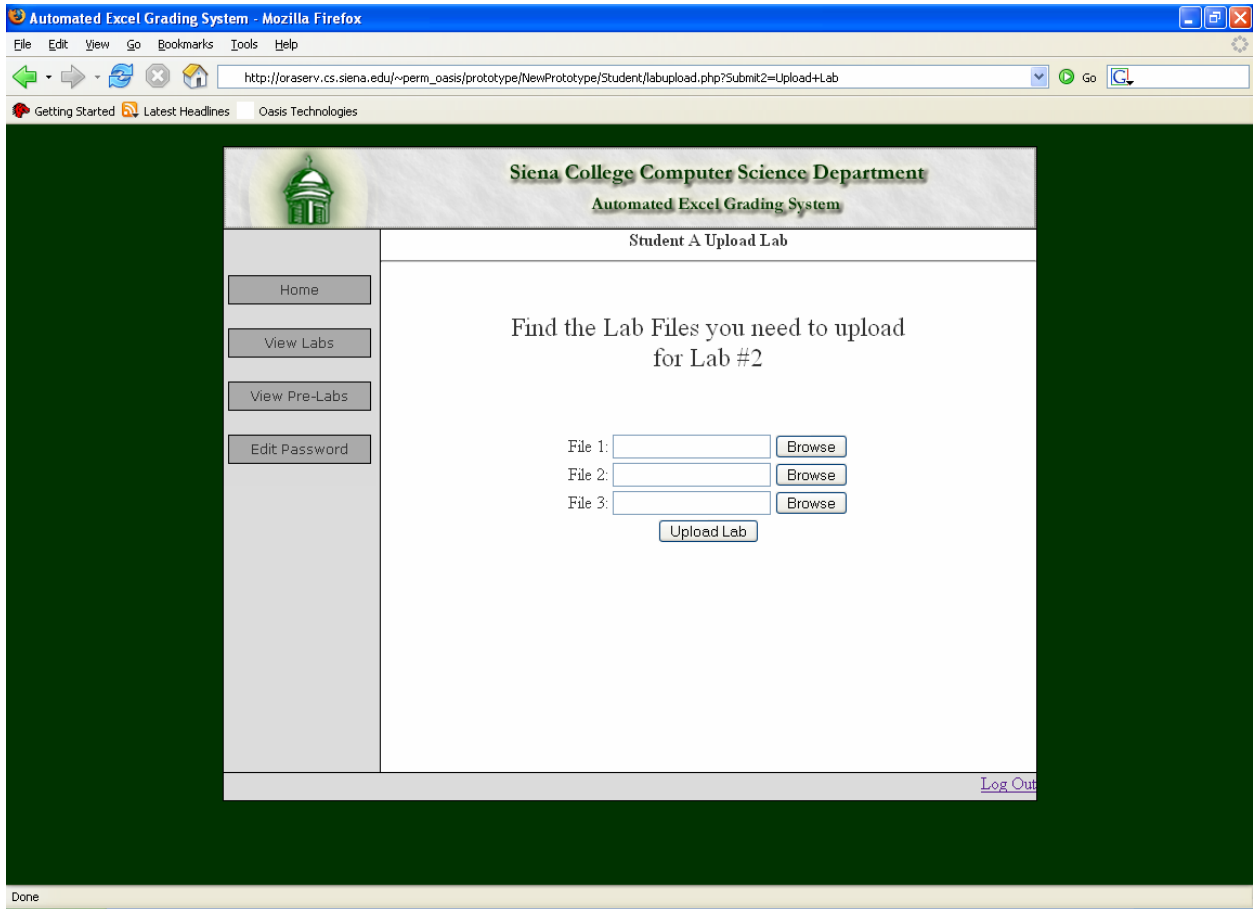 Automated Excel Grading System - Mozilla Firefox
File Edit View Go Bookmarks Tools Help
http://oraserv.cs.siena.edu/~perm_oasis/prototype/NewPrototype/Student/labupload.php?Submit2=Upload+Lab Go G
Getting Started Latest Headlines Oasis Technologies
Siena College Computer Science Department
Automated Excel Grading System
Student A Upload Lab
Home
View Labs
View Pre-Labs
Edit Password
Find the Lab Files you need to upload
for Lab #2
File 1: Browse
File 2: Browse
File 3: Browse
Upload Lab
Log Out
Done